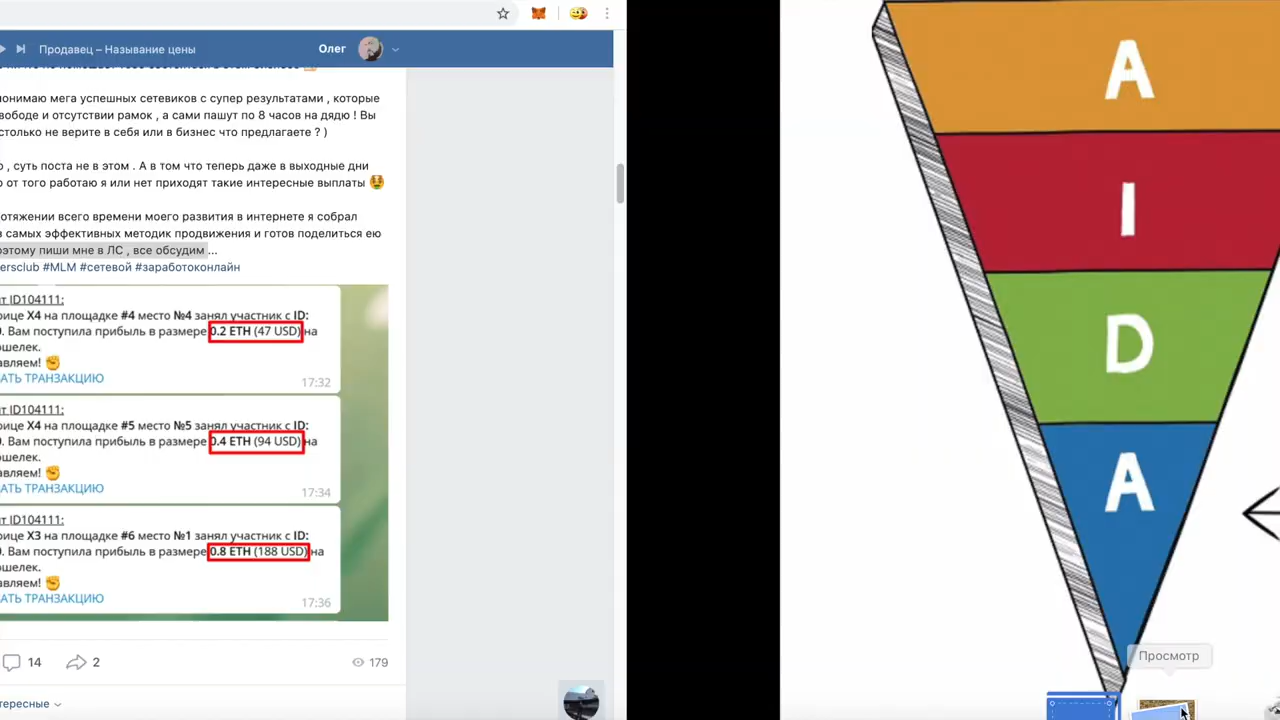 Продавец – Называние цены
Олег
понимаю мега успешных сетевиков с супер результатами , которые
вободе и отсутствии рамок , а сами пашут по 8 часов на дядю ! Вы
столько не верите в себя или в бизнес что предлагаете ? )
о , суть поста не в этом . А в том что теперь даже в выходные дни
о от того работаю я или нет приходят такие интересные выплаты
отяжении всего времени моего развития в интернете я собрал
з самых эффективных методик продвижения и готов поделиться ею
оэтому пиши мне в ЛС , все обсудим ...
ersclub #MLM #сетевой #заработоконлайн
т ID104111:
рице X4 на площадке #4 место №4 занял участник с ID:
0. Вам поступила прибыль в размере 0.2 ETH (47 USD) на
ошелек.
авляем!
АТЬ ТРАНЗАКЦИЮ
17:32
т ID104111:
рице X4 на площадке #5 место №5 занял участник с ID:
0. Вам поступила прибыль в размере 0.4 ETH (94 USD) на
ошелек.
авляем!
АТЬ ТРАНЗАКЦИЮ
17:34
т ID104111:
рице X3 на площадке #6 место №1 занял участник с ID:
0. Вам поступила прибыль в размере 0.8 ETH (188 USD) на
ошелек.
авляем!
АТЬ ТРАНЗАКЦИЮ
17:36
14
2
179
тересные
A
I
D
A
Просмотр